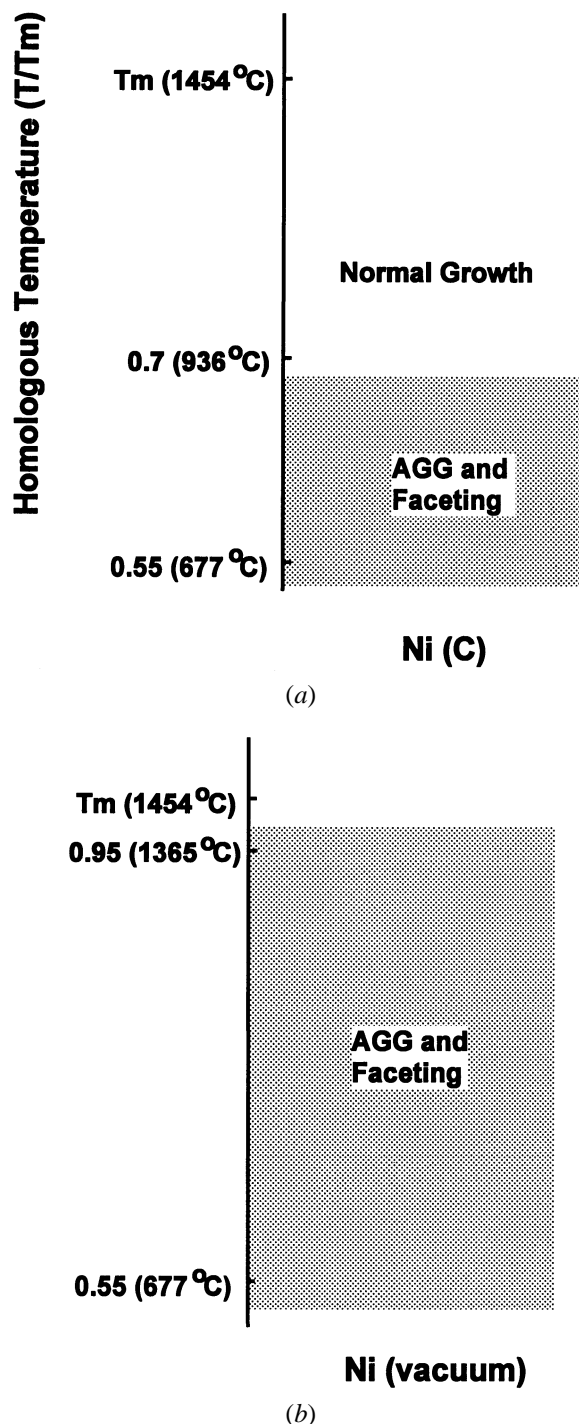 Homologous Temperature (T/Tm)
Tm (1454 °C)
Normal Growth
0.7 (936 °C)
AGG and
Faceting
0.55 (677 °C)
Ni (C)
(a)
Tm (1454 °C)
0.95 (1365 °C)
AGG and
Faceting
0.55 (677 °C)
Ni (vacuum)
(b)